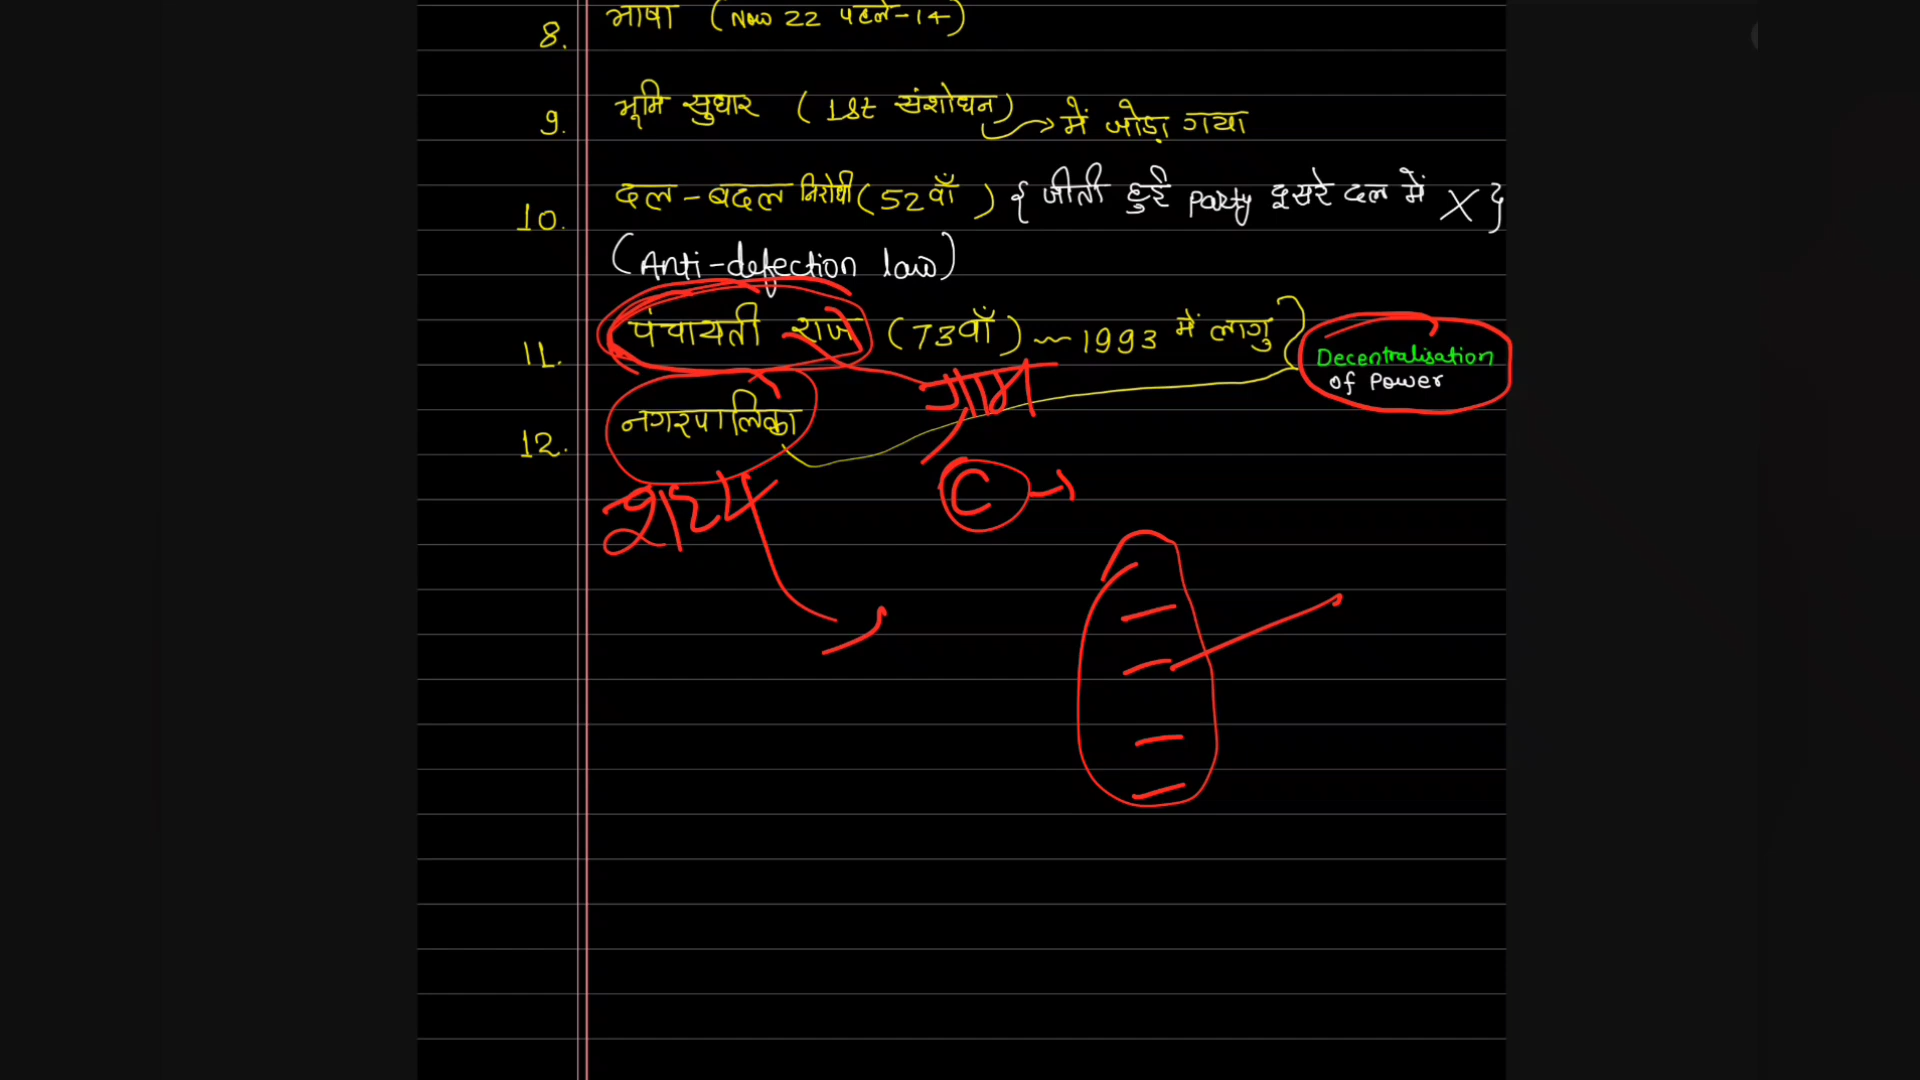 8. भाषा (Now 22 पहले-14)
9. भूमि सुधार (1st संशोधन) → में जोड़ा गया
10. दल-बदल विरोधी (52वाँ) { जीती हुई party दूसरे दल में X }
(Anti-defection law)
11. पंचायती राज (73वाँ) ~ 1993 में लागु }
Decentralisation
of Power
ग्राम
12. नगरपालिका
C →